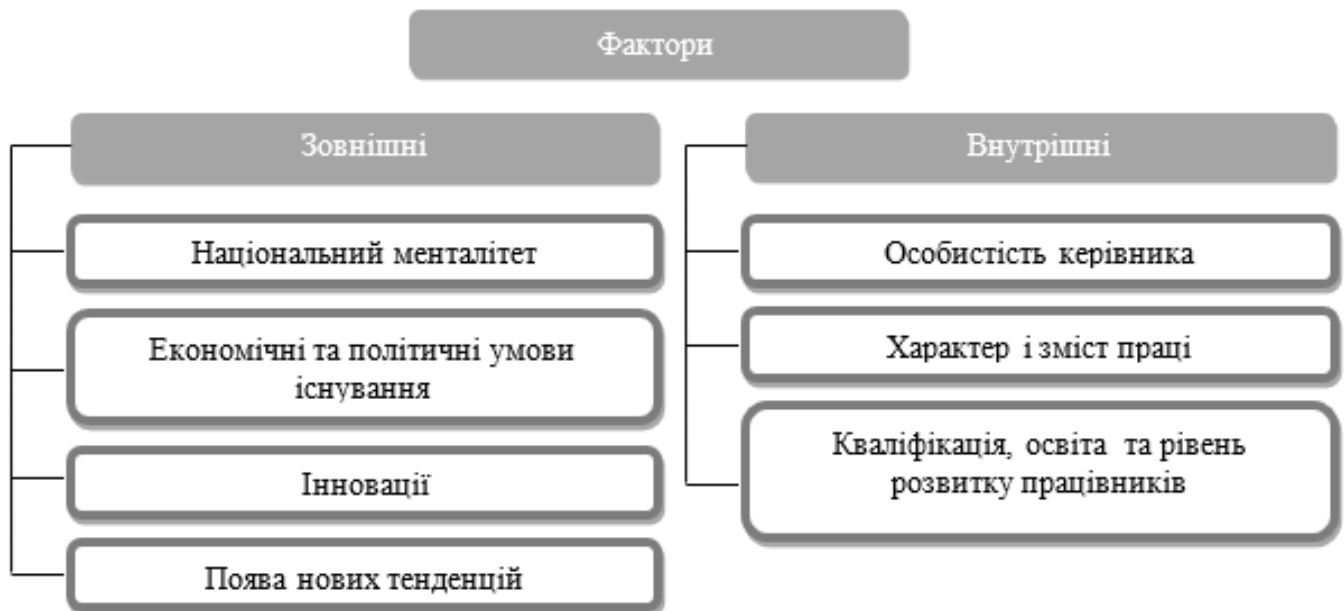 Фактори
Зовнішні
Національний менталітет
Економічні та політичні умови
існування
Інновації
Поява нових тенденцій
Внутрішні
Особистість керівника
Характер і зміст праці
Кваліфікація, освіта та рівень
розвитку працівників